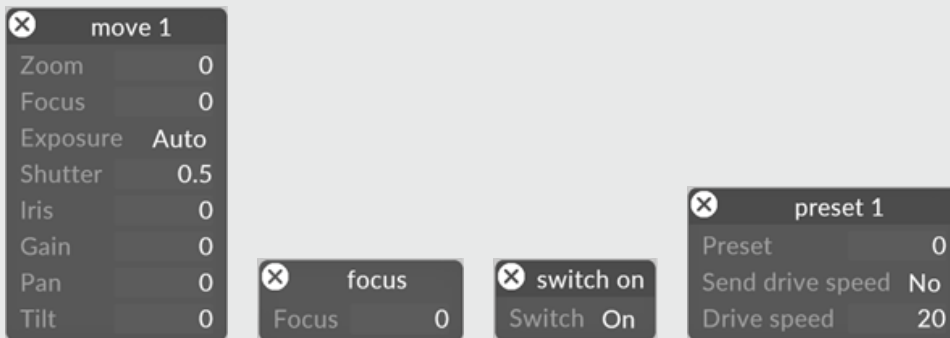 move 1
Zoom 0
Focus 0
Exposure Auto
Shutter 0.5
Iris 0
Gain 0
Pan 0
Tilt 0
focus
Focus 0
switch on
Switch On
preset 1
Preset 0
Send drive speed No
Drive speed 20